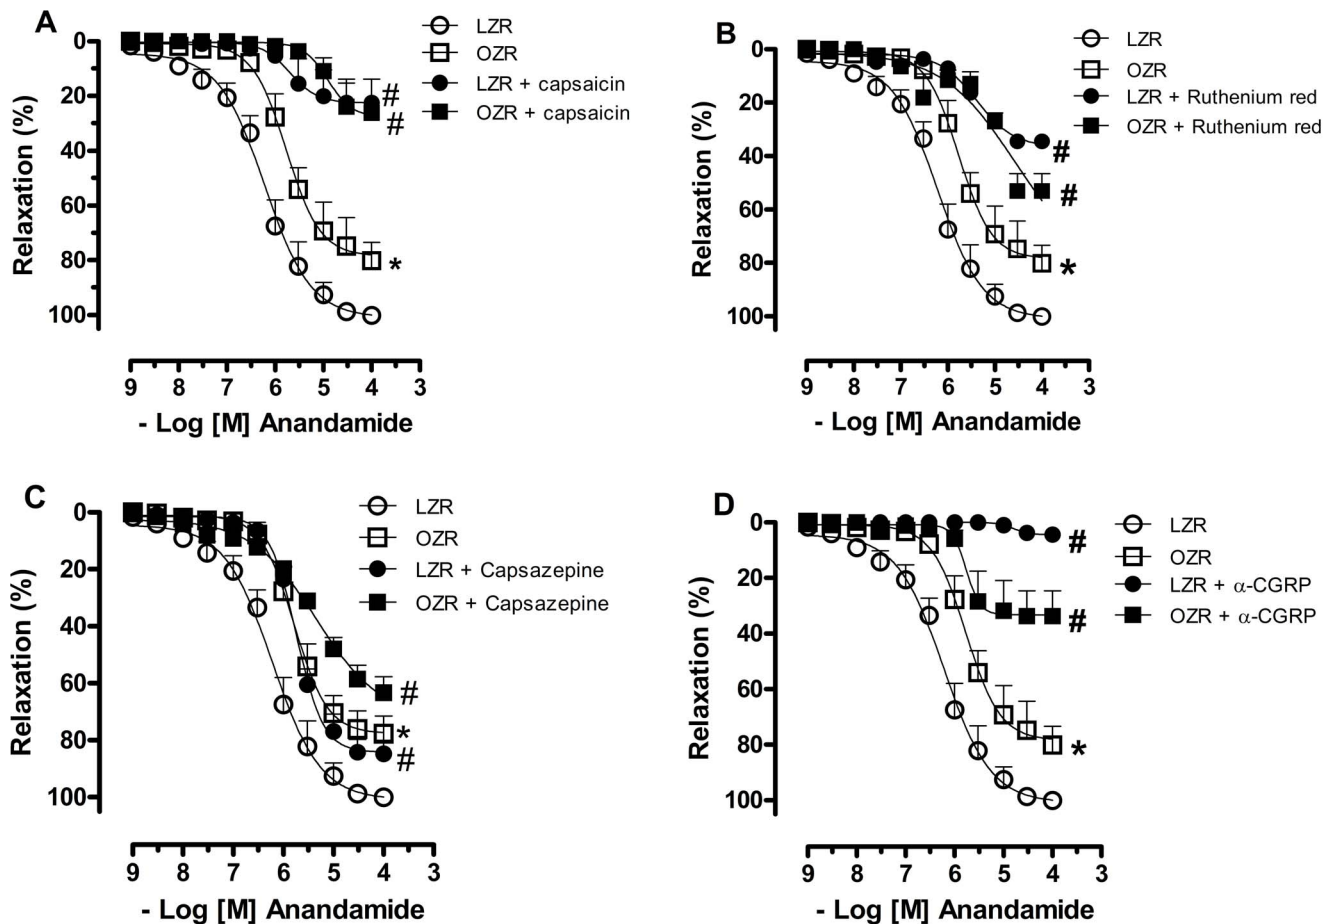 A
LZR
OZR
LZR + capsaicin
OZR + capsaicin
Relaxation (%)
0
20
40
60
80
100
#
#
*
9 8 7 6 5 4 3
- Log [M] Anandamide
B
LZR
OZR
LZR + Ruthenium red
OZR + Ruthenium red
Relaxation (%)
0
20
40
60
80
100
#
#
*
9 8 7 6 5 4 3
- Log [M] Anandamide
C
LZR
OZR
LZR + Capsazepine
OZR + Capsazepine
Relaxation (%)
0
20
40
60
80
100
#
*
#
9 8 7 6 5 4 3
- Log [M] Anandamide
D
LZR
OZR
LZR + α-CGRP
OZR + α-CGRP
Relaxation (%)
0
20
40
60
80
100
#
#
*
9 8 7 6 5 4 3
- Log [M] Anandamide